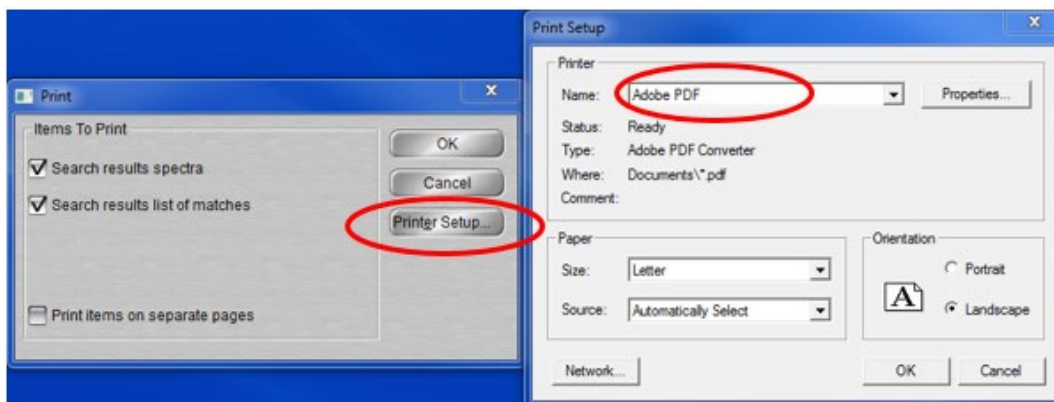 Print
Items To Print
Search results spectra
Search results list of matches
Print items on separate pages
OK
Cancel
Printer Setup...
Print Setup
Printer
Name: Adobe PDF Properties...
Status: Ready
Type: Adobe PDF Converter
Where: Documents\*.pdf
Comment:
Paper
Size: Letter
Source: Automatically Select
Orientation
A
Portrait
Landscape
Network... OK Cancel